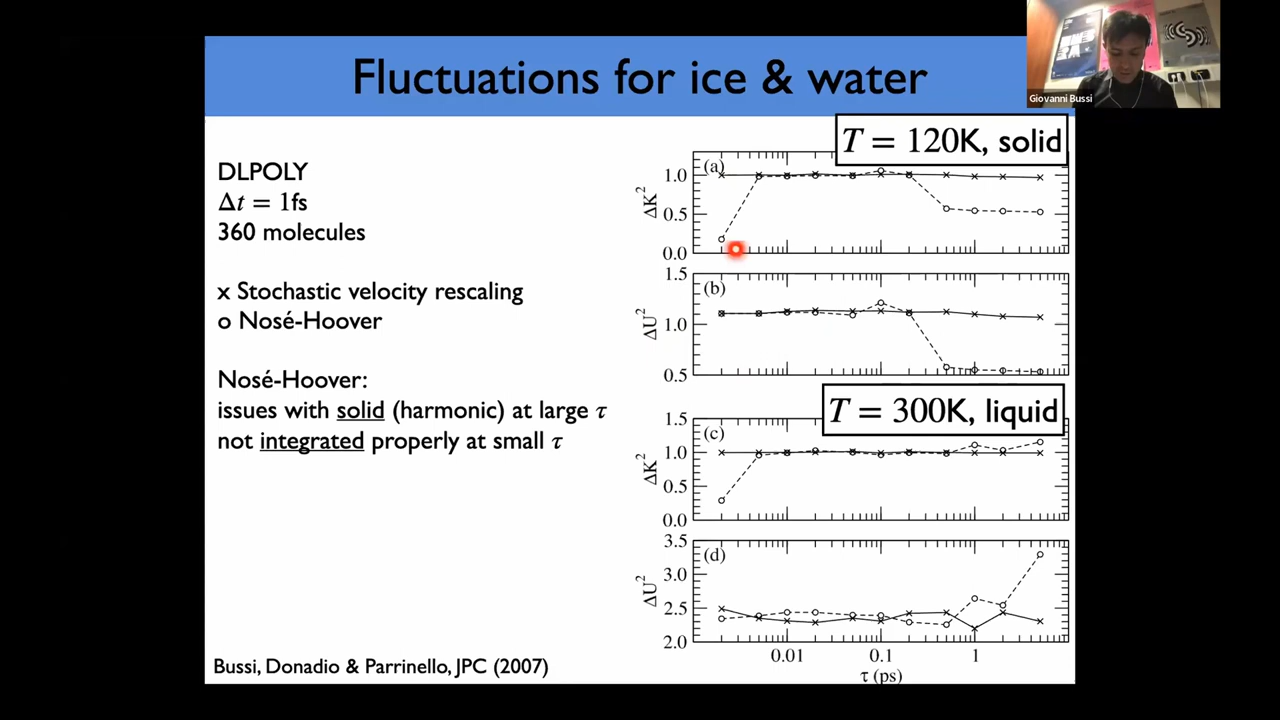 Fluctuations for ice & water
Giovanni Bussi
DLPOLY
Δt = 1fs
360 molecules
x Stochastic velocity rescaling
o Nosé-Hoover
Nosé-Hoover:
issues with solid (harmonic) at large τ
not integrated properly at small τ
Bussi, Donadio & Parrinello, JPC (2007)
T = 120K, solid
(a)
ΔK²
1.0
0.5
0.0
(b)
ΔU²
1.5
1.0
0.5
T = 300K, liquid
(c)
ΔK²
1.5
1.0
0.5
0.0
(d)
ΔU²
3.5
3.0
2.5
2.0
0.01 0.1 1
τ (ps)